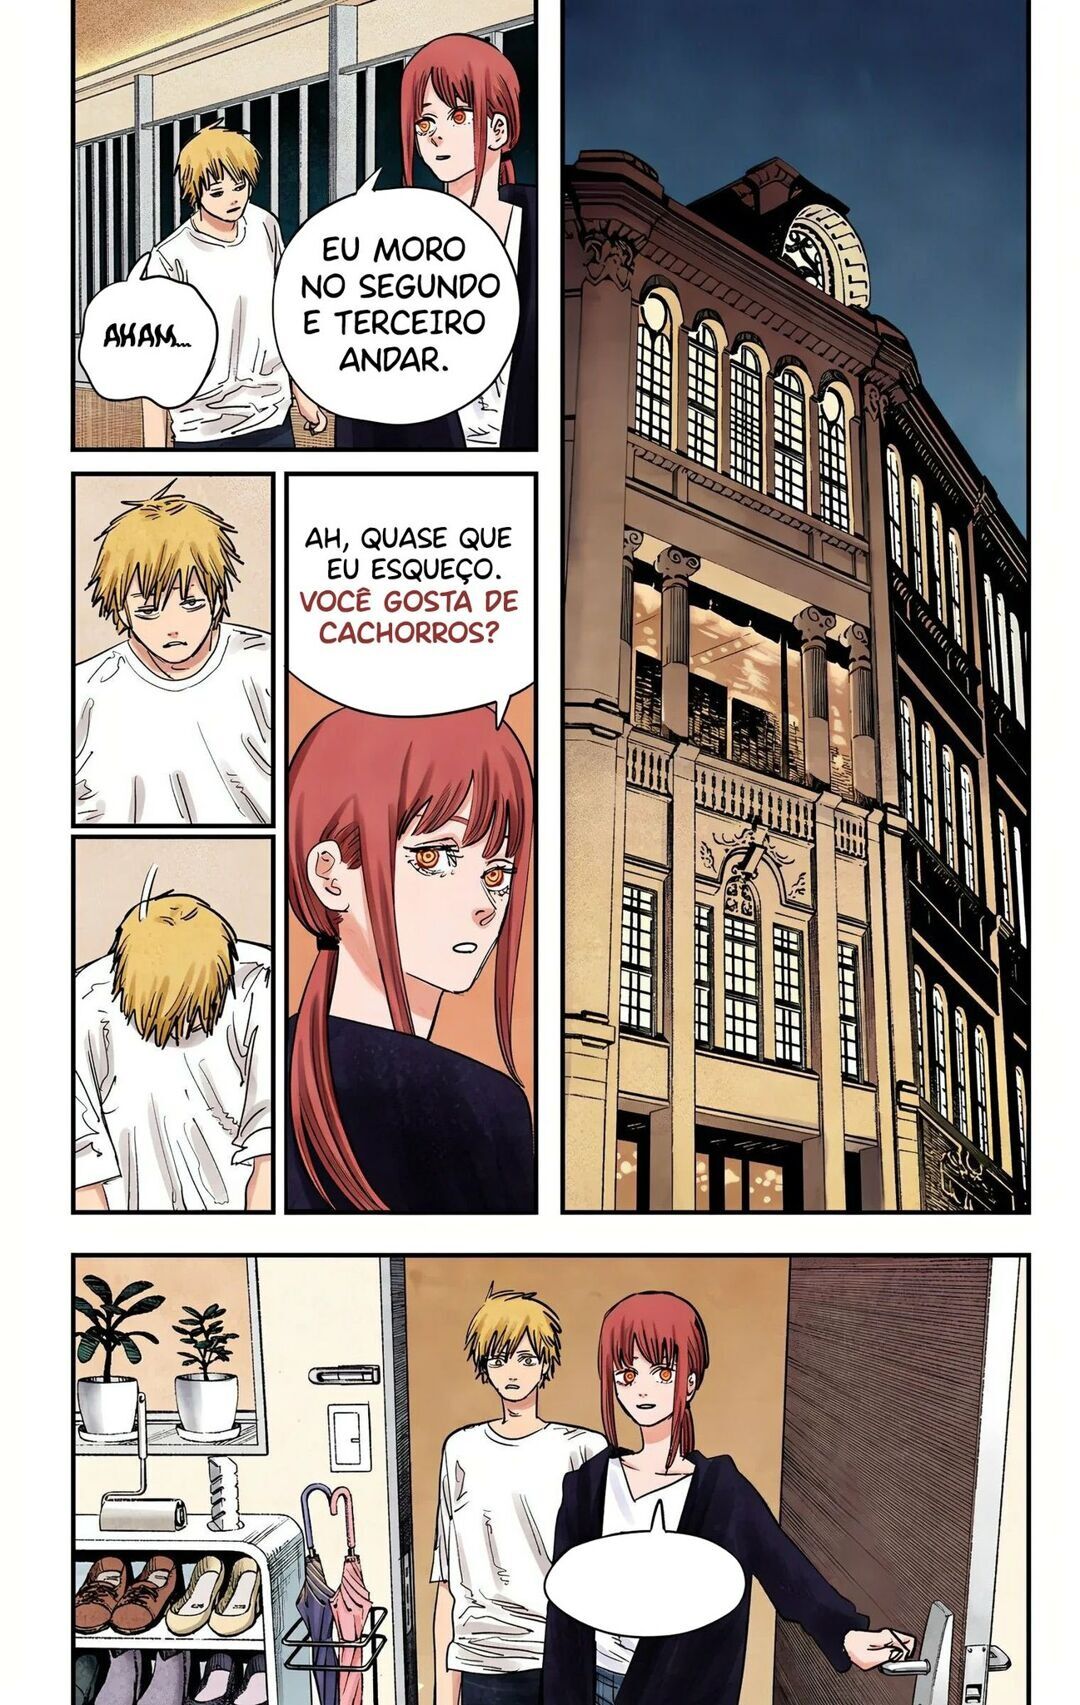 EU MORO
NO SEGUNDO
E TERCEIRO
ANDAR.
AHAM...
AH, QUASE QUE
EU ESQUEÇO.
VOCÊ GOSTA DE
CACHORROS?